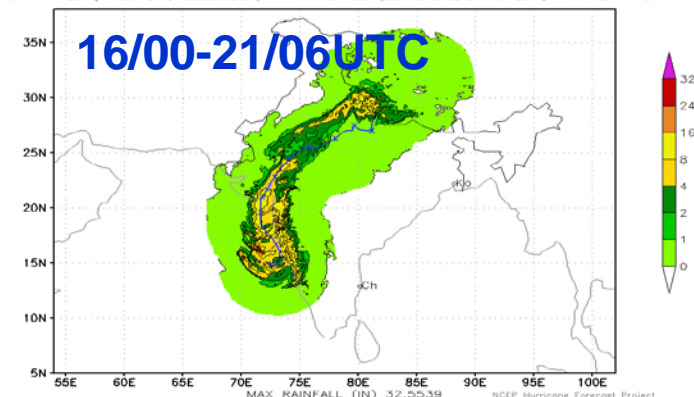 16/00-21/06UTC
35N
30N
25N
20N
15N
10N
5N
55E 60E 65E 70E 75E 80E 85E 90E 95E 100E
Ko
Ch
32
24
16
8
4
2
1
0
MAX RAINFALL (IN) 32.5539
NCEP Hurricane Forecast Project